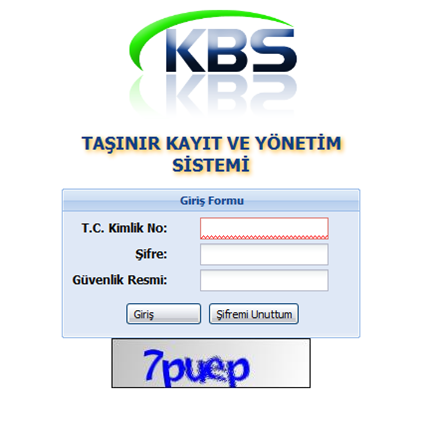 KBS
TAŞINIR KAYIT VE YÖNETİM
SİSTEMİ
Giriş Formu
T.C. Kimlik No:
Şifre:
Güvenlik Resmi:
Giriş Şifremi Unuttum
7puep